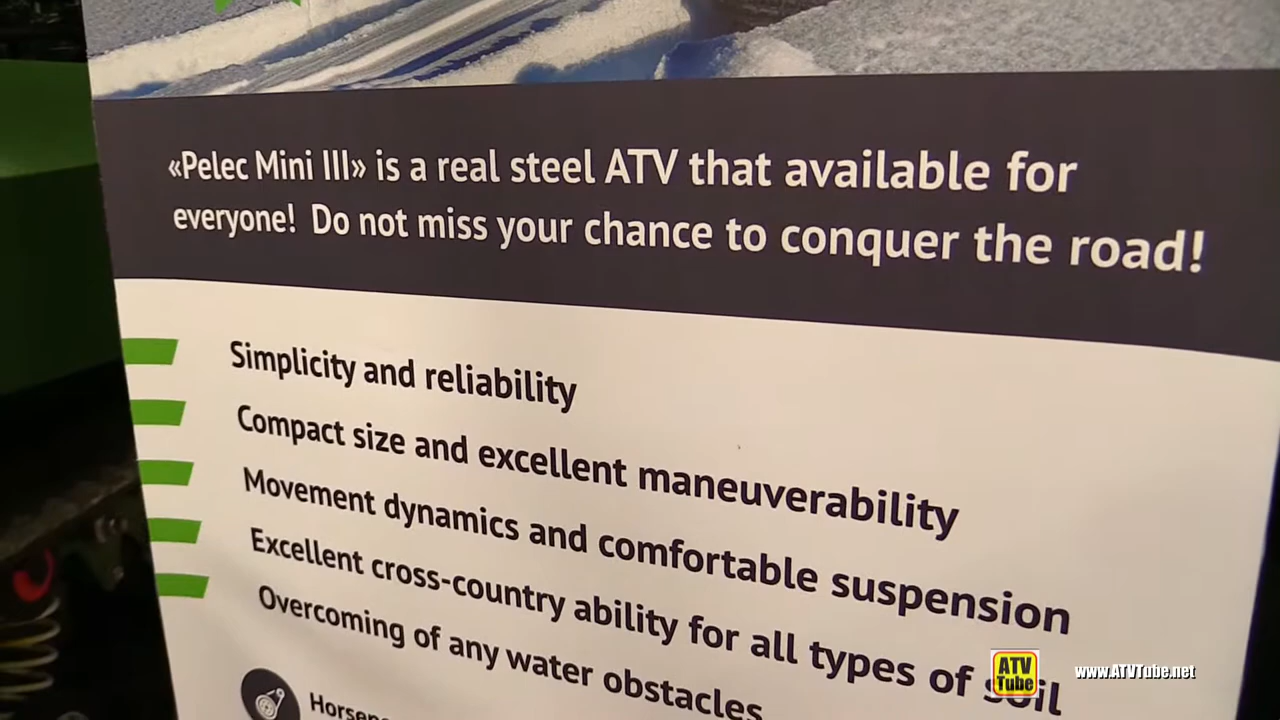 «Pelec Mini III» is a real steel ATV that available for
everyone! Do not miss your chance to conquer the road!
Simplicity and reliability
Compact size and excellent maneuverability
Movement dynamics and comfortable suspension
Excellent cross-country ability for all types of soil
Overcoming of any water obstacles
ATV
Tube
www.ATVTube.net